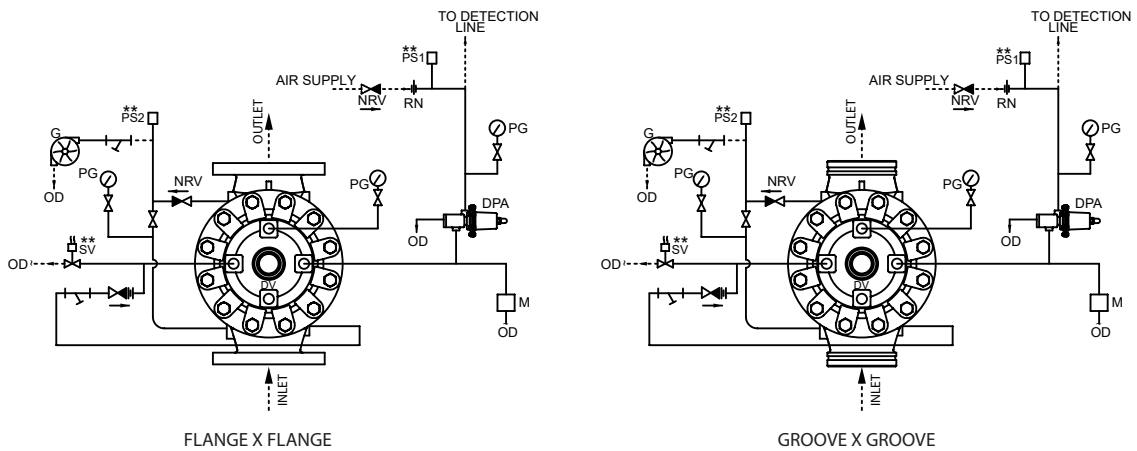 TO DETECTION
LINE
**
PS1
AIR SUPPLY
NRV
RN
**
PS2
OUTLET
G
PG
OD
PG
NRV
PG
DPA
OD
**
SV
OD
DV
M
OD
INLET
FLANGE X FLANGE
TO DETECTION
LINE
**
PS1
AIR SUPPLY
NRV
RN
**
PS2
OUTLET
G
PG
OD
PG
NRV
PG
DPA
OD
**
SV
OD
DV
M
OD
INLET
GROOVE X GROOVE